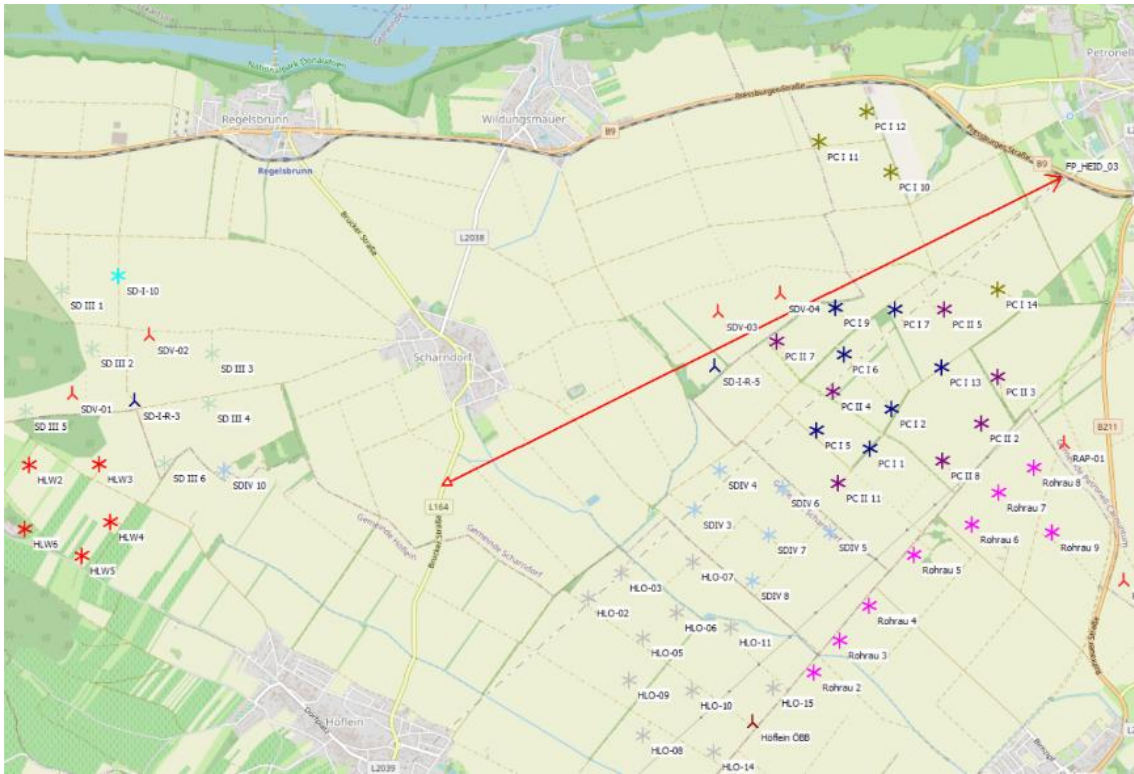 Nationalpark Donauauen
Petronell
Regelsbrunn
Wildungsmauer
Pressburger Straße
PC I 12
B9
PC I 11
Pressburger Straße
B9
FP_HEID_03
PC I 10
Regelsbrunn
Brucker Straße
L2038
SD-I-10
SD III 1
PC I 14
SDV-04
SDV-03
PC I 9
PC I 7
PC II 5
SDV-02
SD III 2
SD III 3
Scharndorf
PC II 7
PC I 6
SD-I-R-5
PC I 13
PC II 3
SDV-01
SD-I-R-3
SD III 4
PC II 4
SD III 5
PC I 2
PC II 2
B211
PC I 5
PC I 1
RAP-01
HLW2
HLW3
SD III 6
SDIV 10
SDIV 4
PC II 8
Rohrau 8
PC II 11
SDIV 6
L164
Rohrau 7
SDIV 3
Gemeinde Höflein
Gemeinde Scharndorf
Brucker Straße
HLW6
HLW4
SDIV 7
SDIV 5
Rohrau 6
Rohrau 9
HLW5
HLO-07
Rohrau 5
HLO-03
SDIV 8
HLO-02
Rohrau 4
HLO-06
HLO-11
HLO-05
Rohrau 3
Rohrau 2
HLO-09
HLO-10
HLO-15
Höflein
Dorfplatz
Höflein ÖBB
HLO-08
HLO-14
L2039